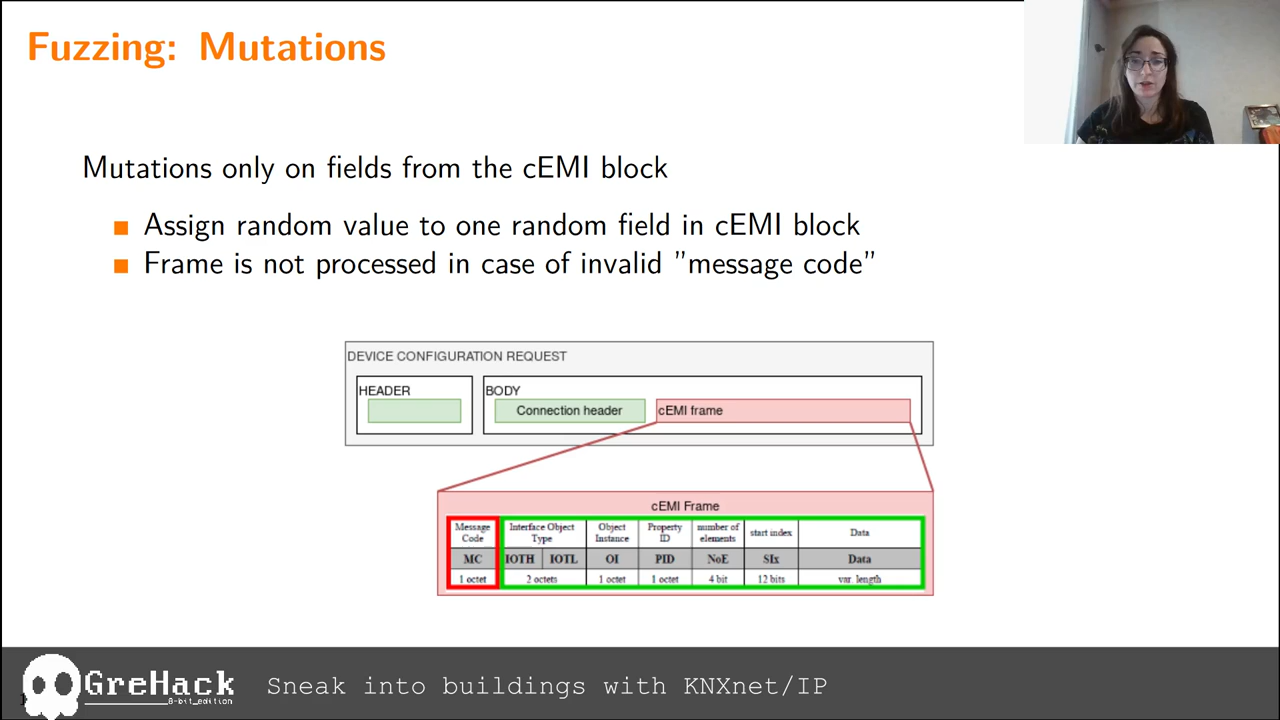 Fuzzing: Mutations
Mutations only on fields from the cEMI block
Assign random value to one random field in cEMI block
Frame is not processed in case of invalid ”message code”
DEVICE CONFIGURATION REQUEST
HEADER
BODY
Connection header
cEMI frame
cEMI Frame
Message Code
Interface Object Type
Object Instance
Property ID
number of elements
start index
Data
MC IOTH IOTL OI PID NoE SIx Data
1 octet 2 octets 1 octet 1 octet 4 bit 12 bits var. length
GreHack
8-bit_edition
Sneak into buildings with KNXnet/IP